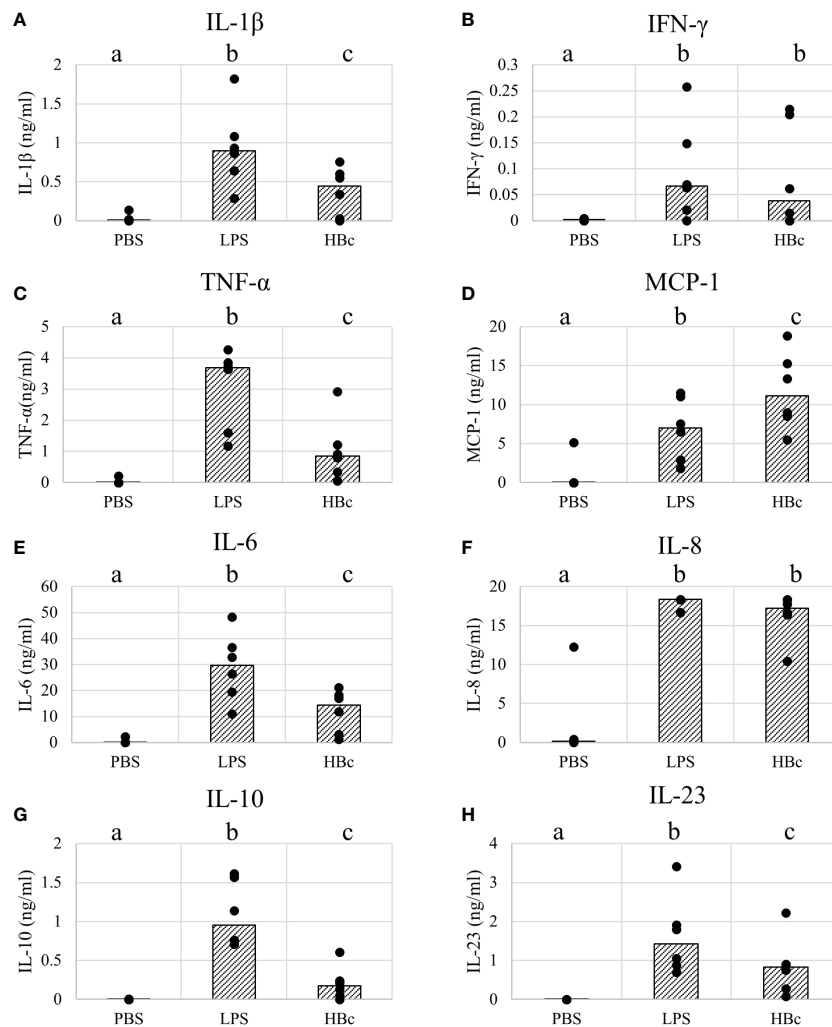 A
IL-1β
a b c
2
1.5
1
0.5
0
IL-1β (ng/ml)
PBS LPS HBc
B
IFN-γ
a b b
0.3
0.25
0.2
0.15
0.1
0.05
0
IFN-γ (ng/ml)
PBS LPS HBc
C
TNF-α
a b c
5
4
3
2
1
0
TNF-α(ng/ml)
PBS LPS HBc
D
MCP-1
a b c
20
15
10
5
0
MCP-1 (ng/ml)
PBS LPS HBc
E
IL-6
a b c
60
50
40
30
20
10
0
IL-6 (ng/ml)
PBS LPS HBc
F
IL-8
a b b
20
15
10
5
0
IL-8 (ng/ml)
PBS LPS HBc
G
IL-10
a b c
2
1.5
1
0.5
0
IL-10 (ng/ml)
PBS LPS HBc
H
IL-23
a b c
4
3
2
1
0
IL-23 (ng/ml)
PBS LPS HBc